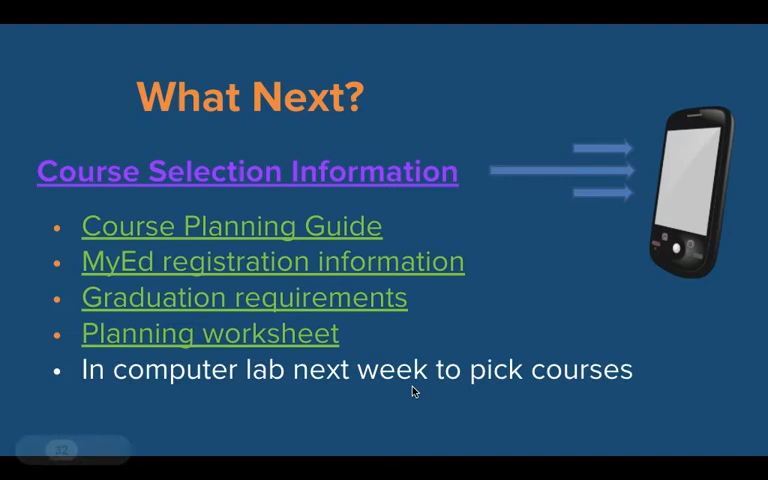 What Next?
Course Selection Information
• Course Planning Guide
• MyEd registration information
• Graduation requirements
• Planning worksheet
• In computer lab next week to pick courses
32